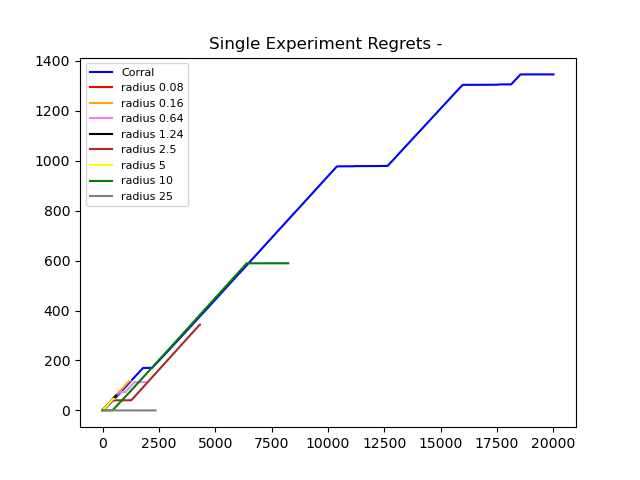 Single Experiment Regrets -
1400
1200
1000
800
600
400
200
0
Corral
radius 0.08
radius 0.16
radius 0.64
radius 1.24
radius 2.5
radius 5
radius 10
radius 25
0 2500 5000 7500 10000 12500 15000 17500 20000